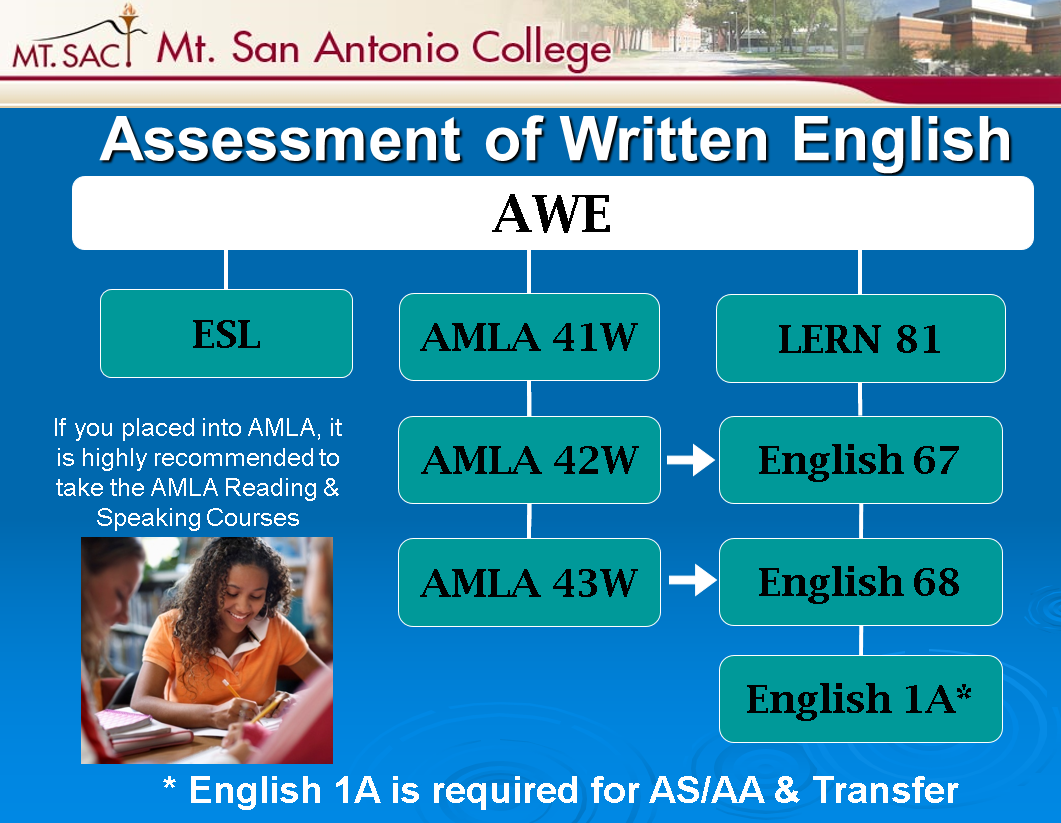 MT. SAC Mt. San Antonio College
Assessment of Written English
AWE
ESL
AMLA 41W
LERN 81
If you placed into AMLA, it
is highly recommended to
take the AMLA Reading &
Speaking Courses
AMLA 42W
English 67
AMLA 43W
English 68
English 1A*
* English 1A is required for AS/AA & Transfer